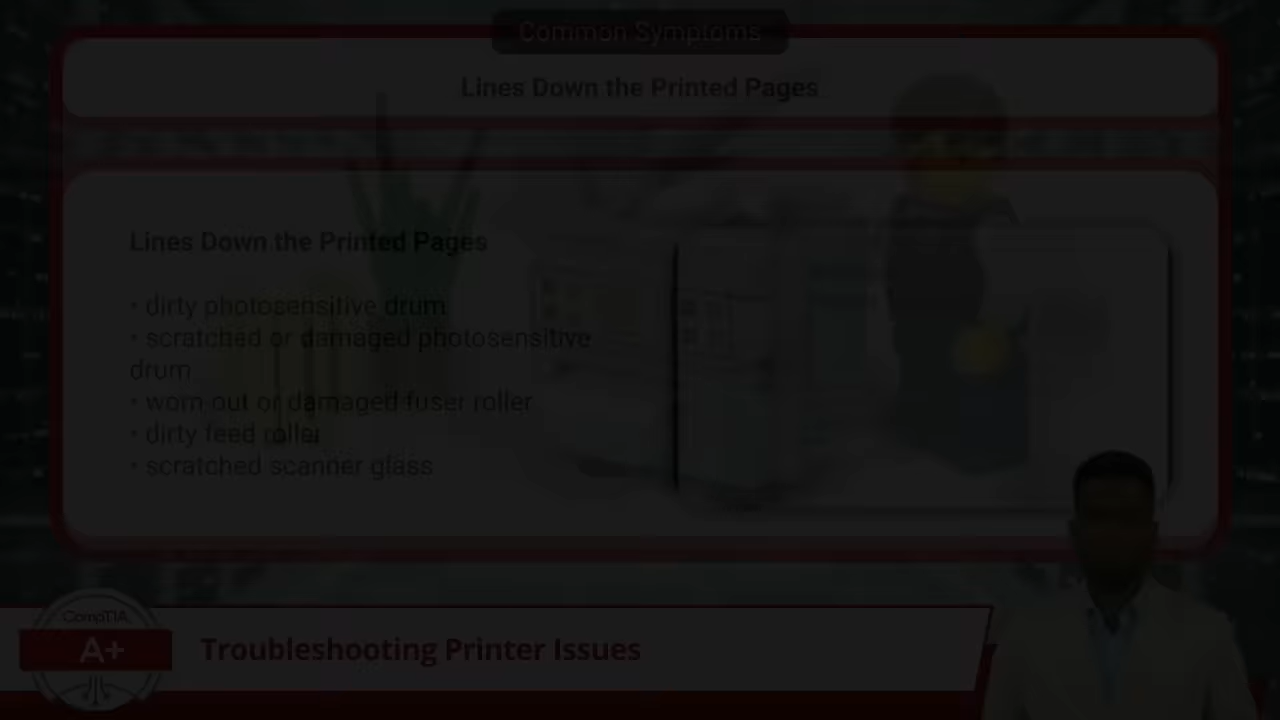 Common Symptoms
Lines Down the Printed Pages
Lines Down the Printed Pages
• dirty photosensitive drum
• scratched or damaged photosensitive
drum
• worn out or damaged fuser roller
• dirty feed roller
• scratched scanner glass
CompTIA
A+
Troubleshooting Printer Issues